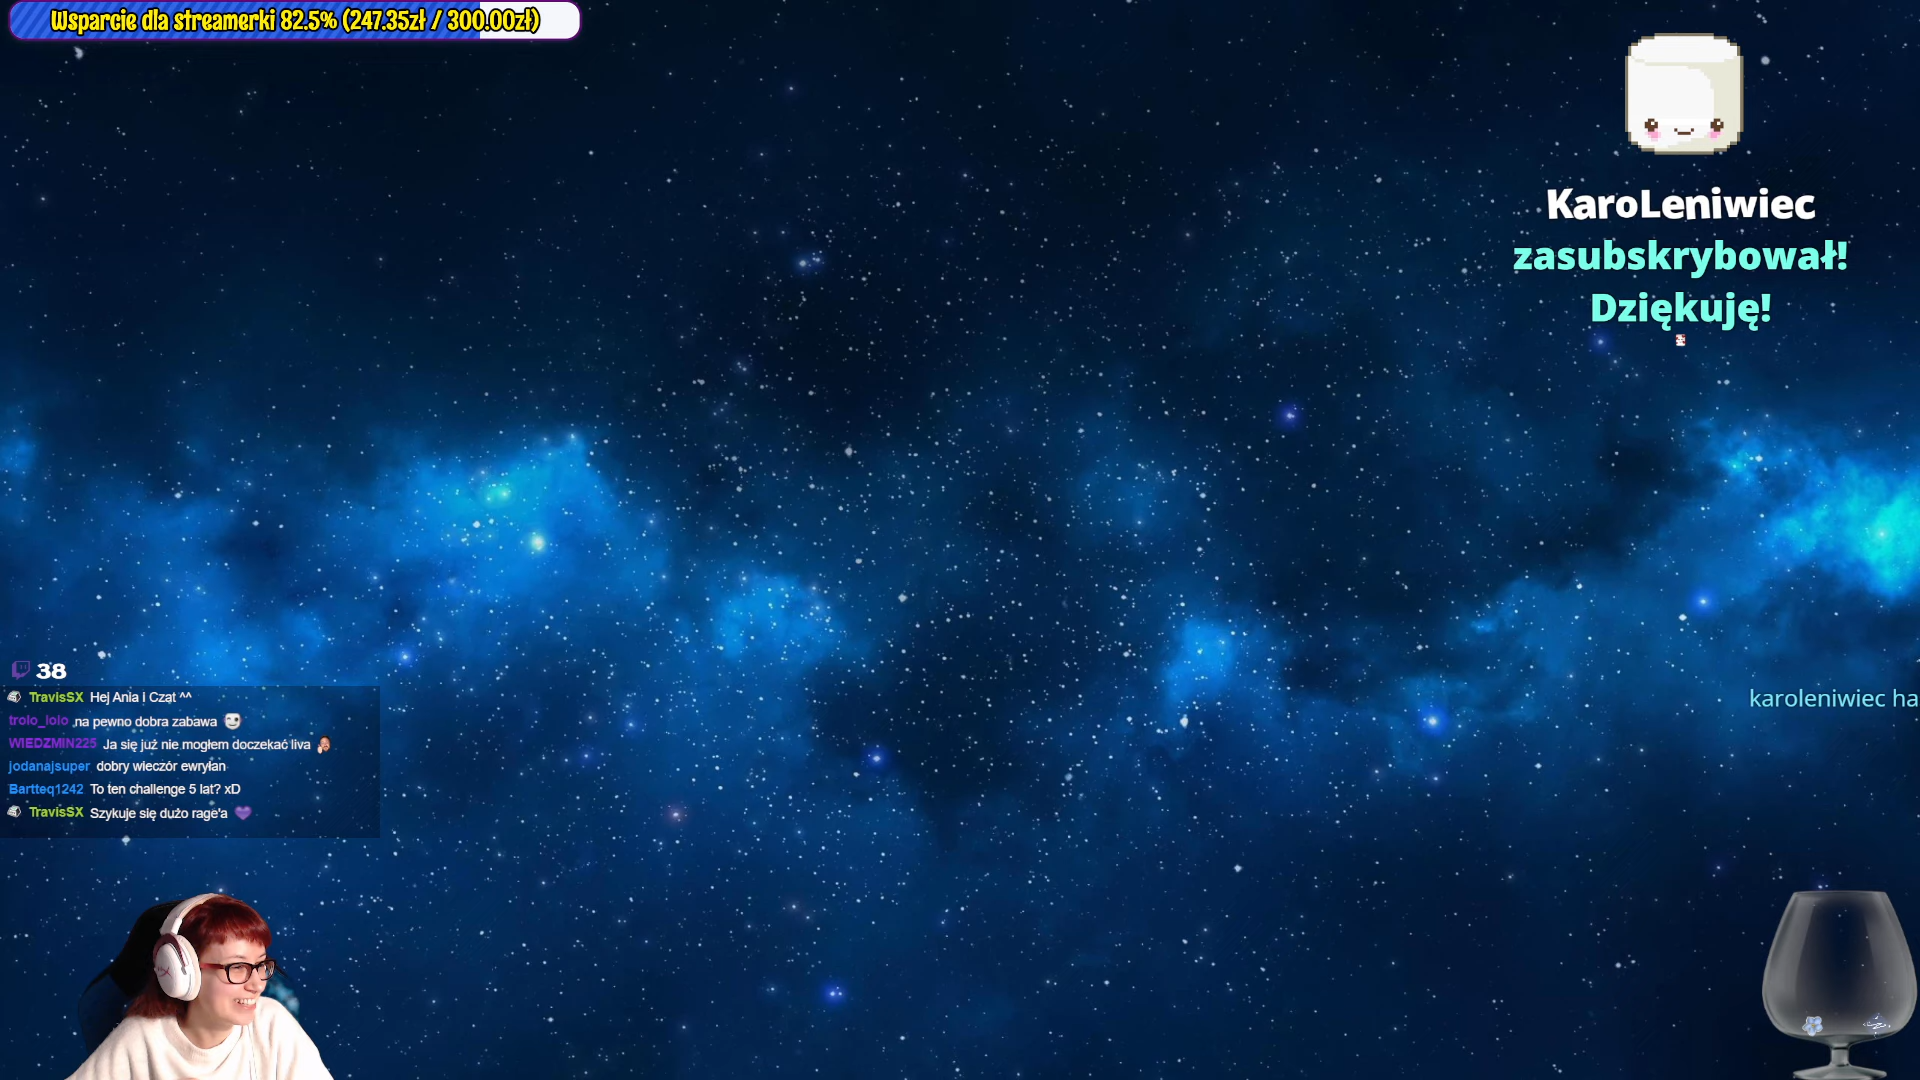 Wsparcie dla streamerki 82.5% (247.35zł / 300.00zł)
KaroLeniwiec
zasubskrybował!
Dziękuję!
karoleniwiec ha
38
TravisSX Hej Ania i Czat ^^
trolo_lolo ,na pewno dobra zabawa
WIEDZMIN225 Ja się już nie mogłem doczekać liva
jodanajsuper dobry wieczór ewryłan
Bartteq1242 To ten challenge 5 lat? xD
TravisSX Szykuje się dużo rage'a